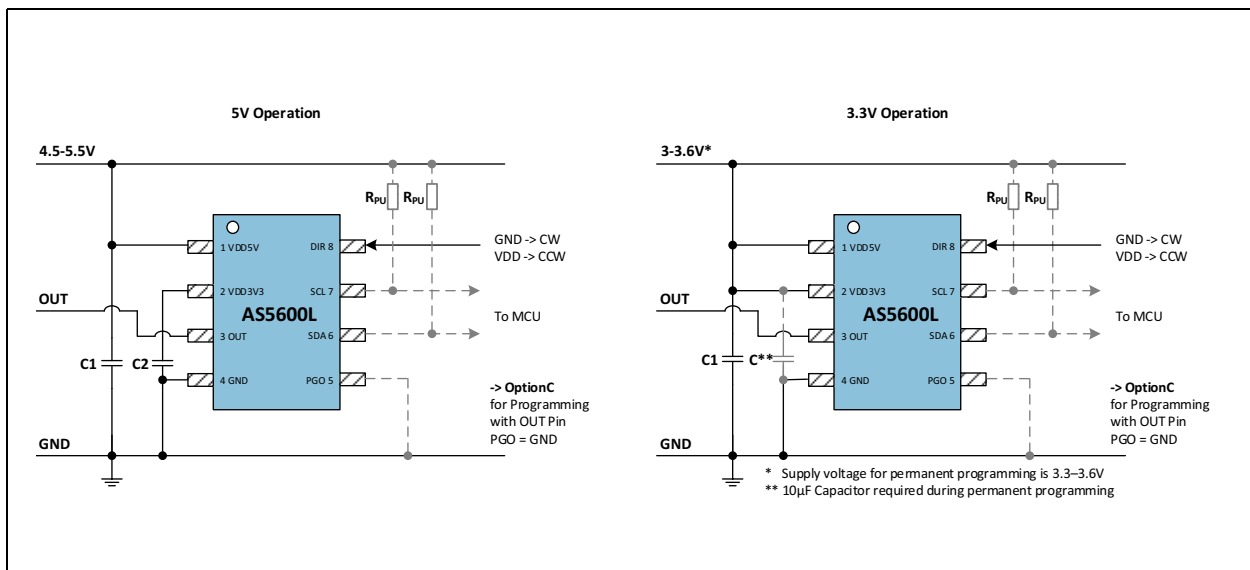 5V Operation
4.5-5.5V
RPU RPU
1 VDD5V
DIR 8
GND -> CW
VDD -> CCW
2 VDD3V3
SCL 7
OUT
AS5600L
To MCU
3 OUT
SDA 6
C1
C2
4 GND
PGO 5
-> OptionC
for Programming
with OUT Pin
PGO = GND
GND
3.3V Operation
3-3.6V*
RPU RPU
1 VDD5V
DIR 8
GND -> CW
VDD -> CCW
2 VDD3V3
SCL 7
OUT
AS5600L
To MCU
3 OUT
SDA 6
C1
C**
4 GND
PGO 5
-> OptionC
for Programming
with OUT Pin
PGO = GND
GND
* Supply voltage for permanent programming is 3.3–3.6V
** 10µF Capacitor required during permanent programming